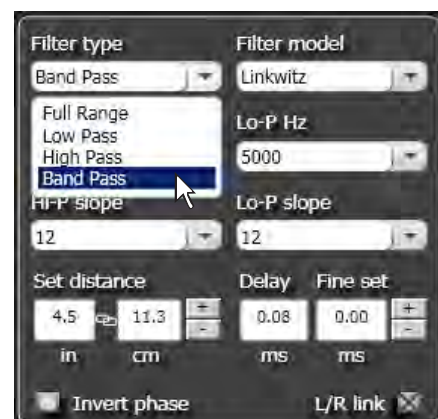 Filter type Filter model
Band Pass Linkwitz
Full Range
Low Pass Lo-P Hz
High Pass 5000
Band Pass
Hi-P slope Lo-P slope
12 12
Set distance Delay Fine set
4.5 11.3 + - 0.08 0.00 + -
in cm ms ms
Invert phase L/R link